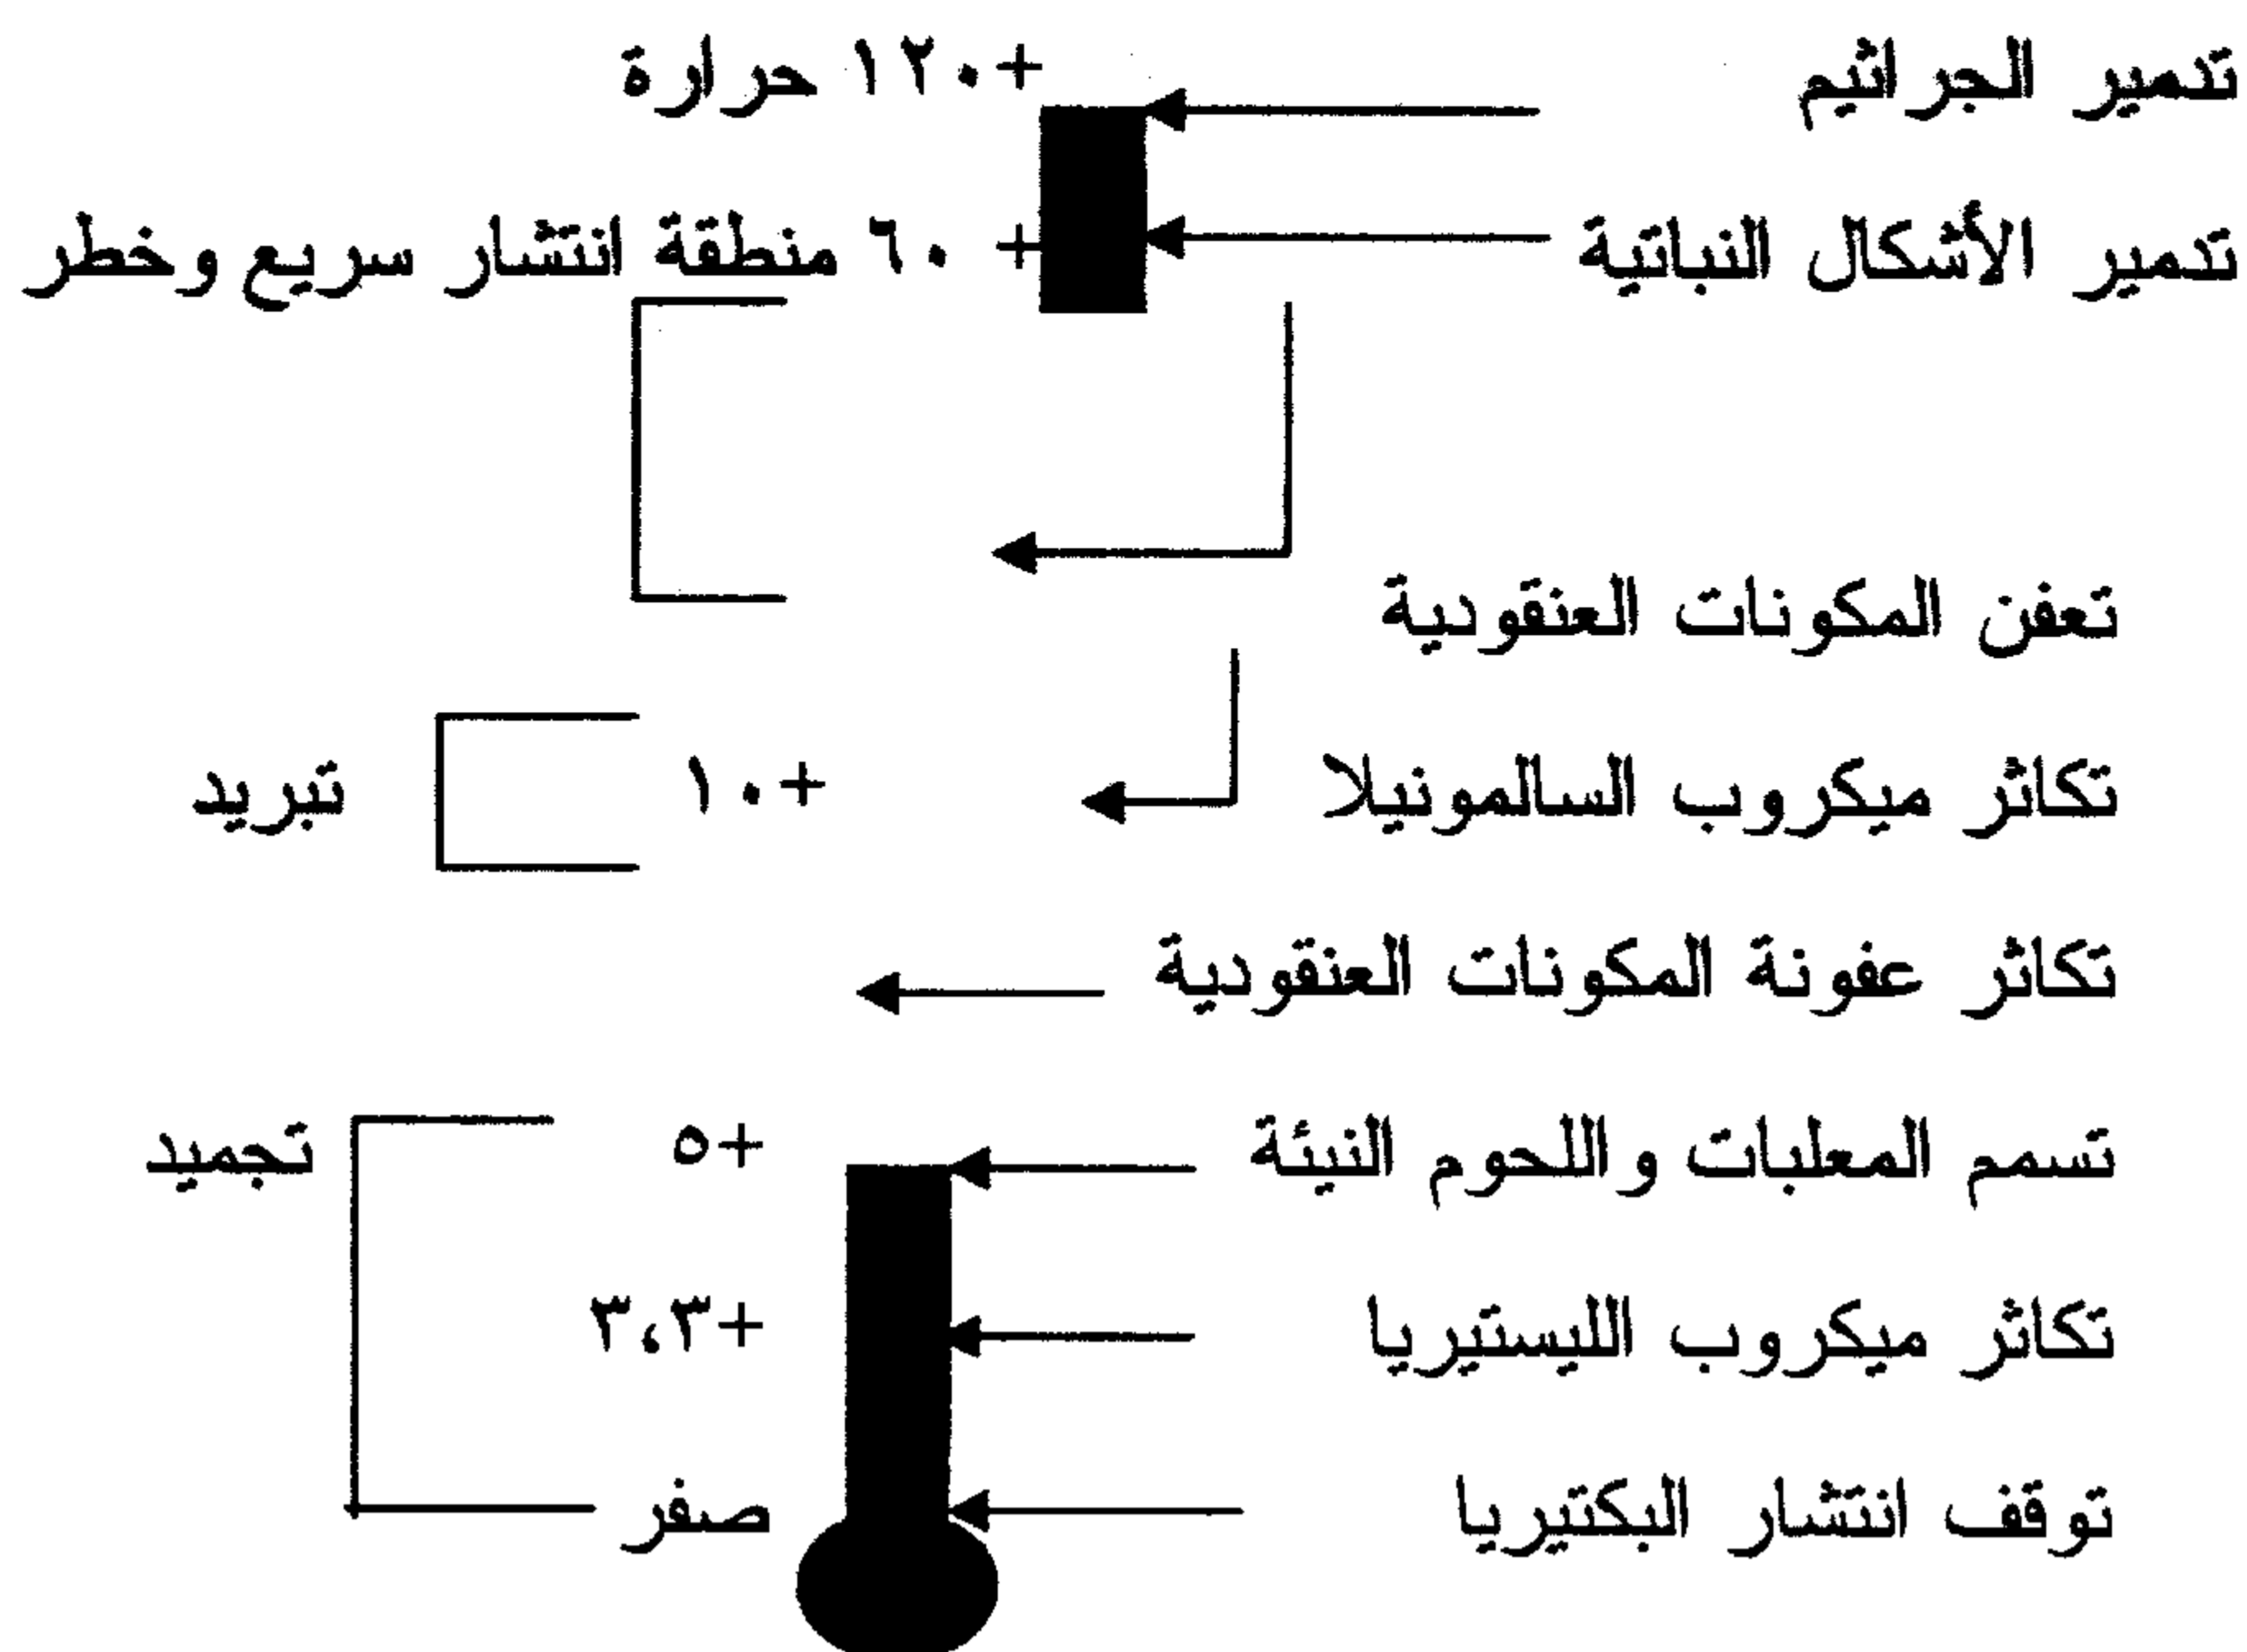 تدمير الجراثيم +١٢٠ حرارة
تدمير الأشكال النباتية + ٦٠ منطقة انتشار سريع وخطر
تعفن المكونات العنقودية
تكاثر ميكروب السالمونيلا +١٠ تبريد
تكاثر عفونة المكونات العنقودية
تسمم المعلبات واللحوم النيئة +٥ تجميد
تكاثر ميكروب الليستيريا +٣،٣
توقف انتشار البكتيريا صفر